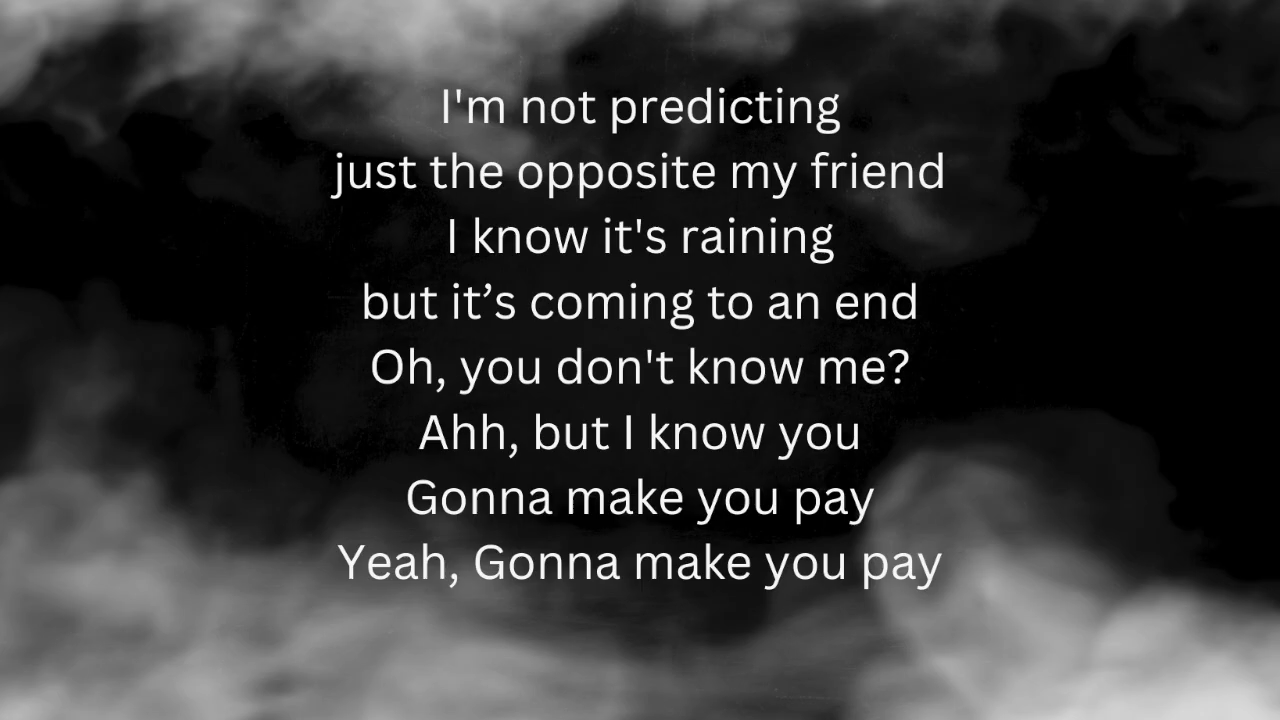 I'm not predicting
just the opposite my friend
I know it's raining
but it’s coming to an end
Oh, you don't know me?
Ahh, but I know you
Gonna make you pay
Yeah, Gonna make you pay